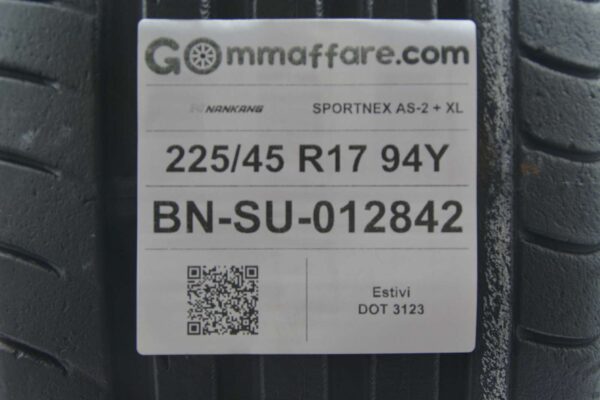 GOmmaffare.com
NANKANG SPORTNEX AS-2 + XL
225/45 R17 94Y
BN-SU-012842
Estivi
DOT 3123